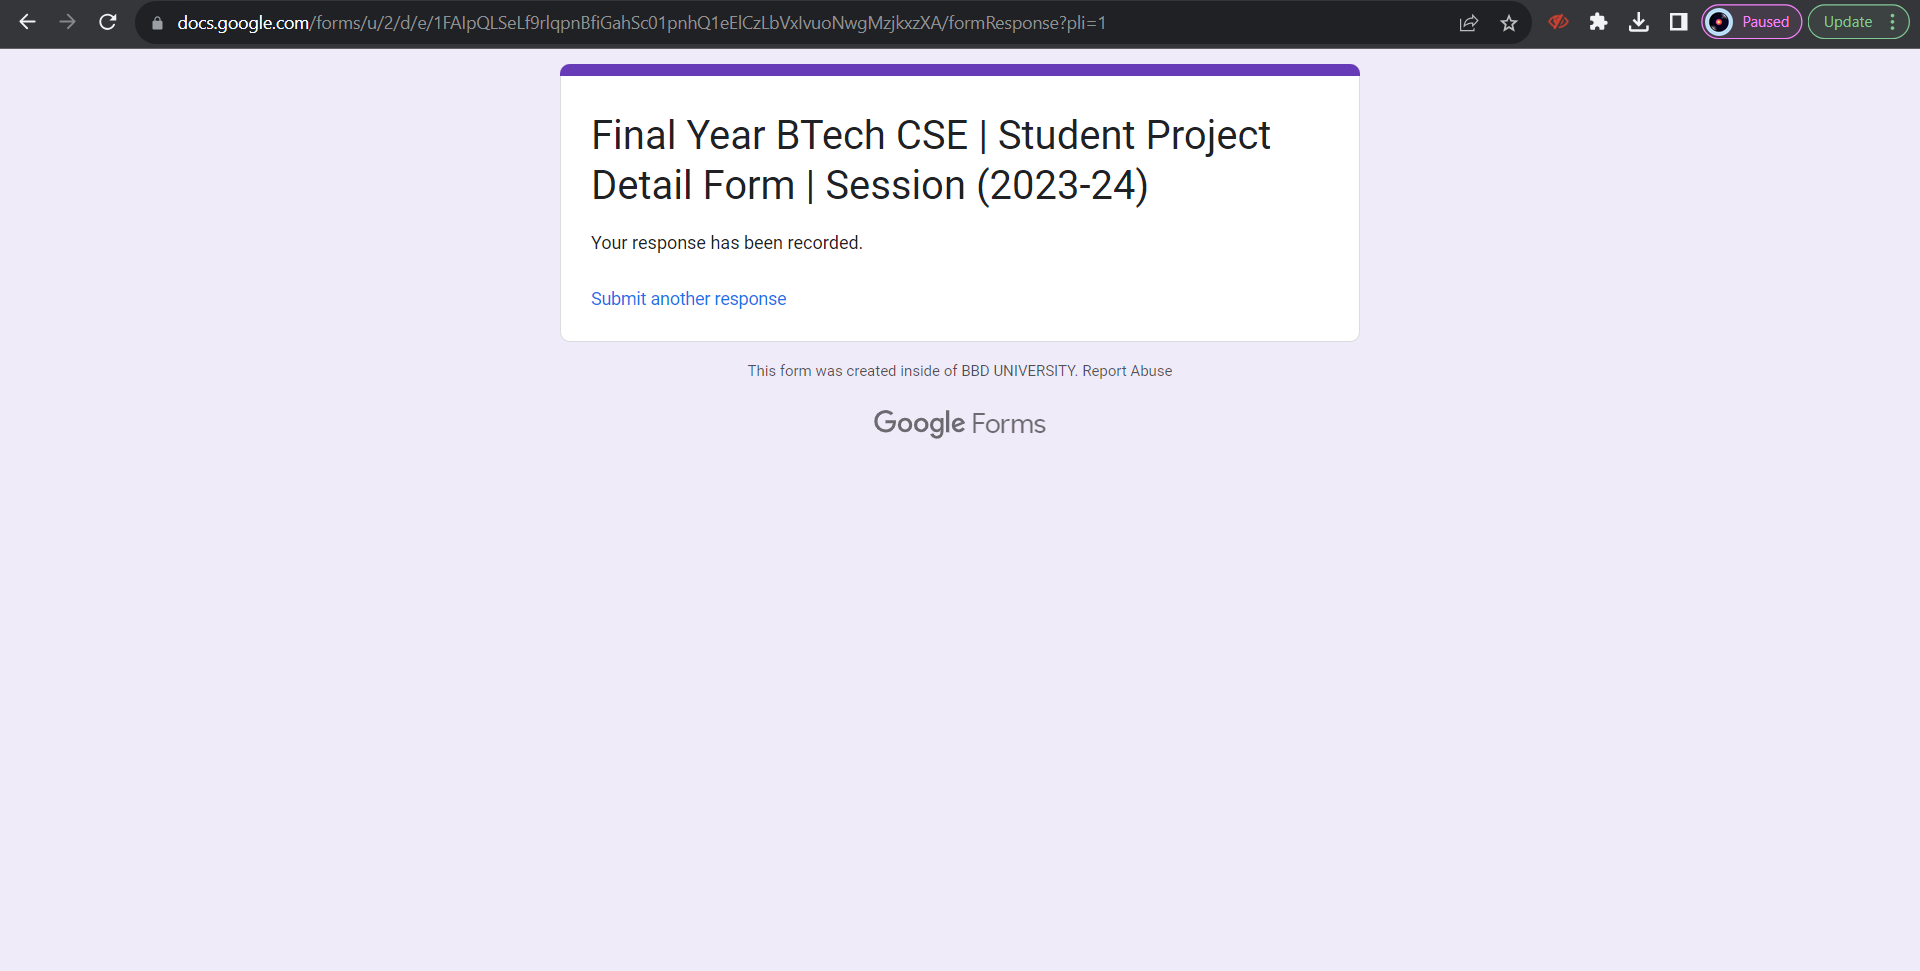 docs.google.com/forms/u/2/d/e/1FAIpQLSeLf9rlqpnBfiGahSc01pnhQ1eElCzLbVxIvuoNwgMzjkxzXA/formResponse?pli=1
Paused
Update
Final Year BTech CSE | Student Project
Detail Form | Session (2023-24)
Your response has been recorded.
Submit another response
This form was created inside of BBD UNIVERSITY. Report Abuse
Google Forms